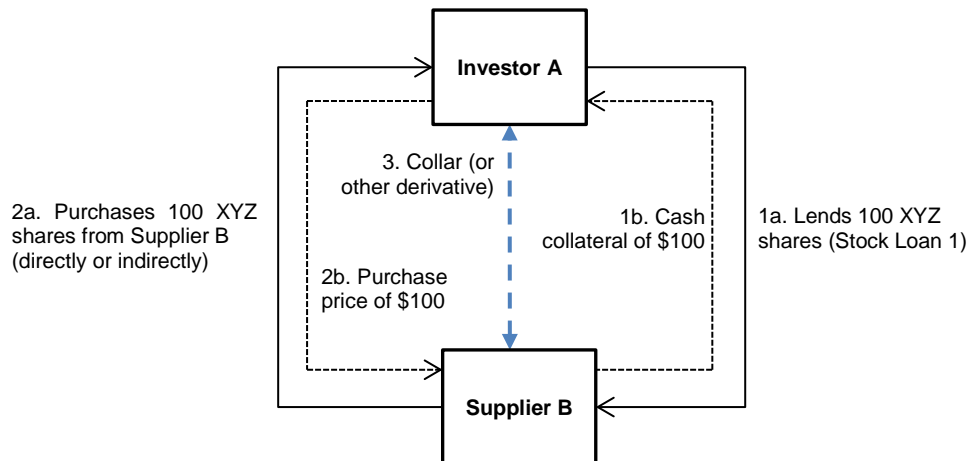 Investor A
3. Collar (or
other derivative)
2a. Purchases 100 XYZ
shares from Supplier B
(directly or indirectly)
1b. Cash
collateral of $100
1a. Lends 100 XYZ
shares (Stock Loan 1)
2b. Purchase
price of $100
Supplier B